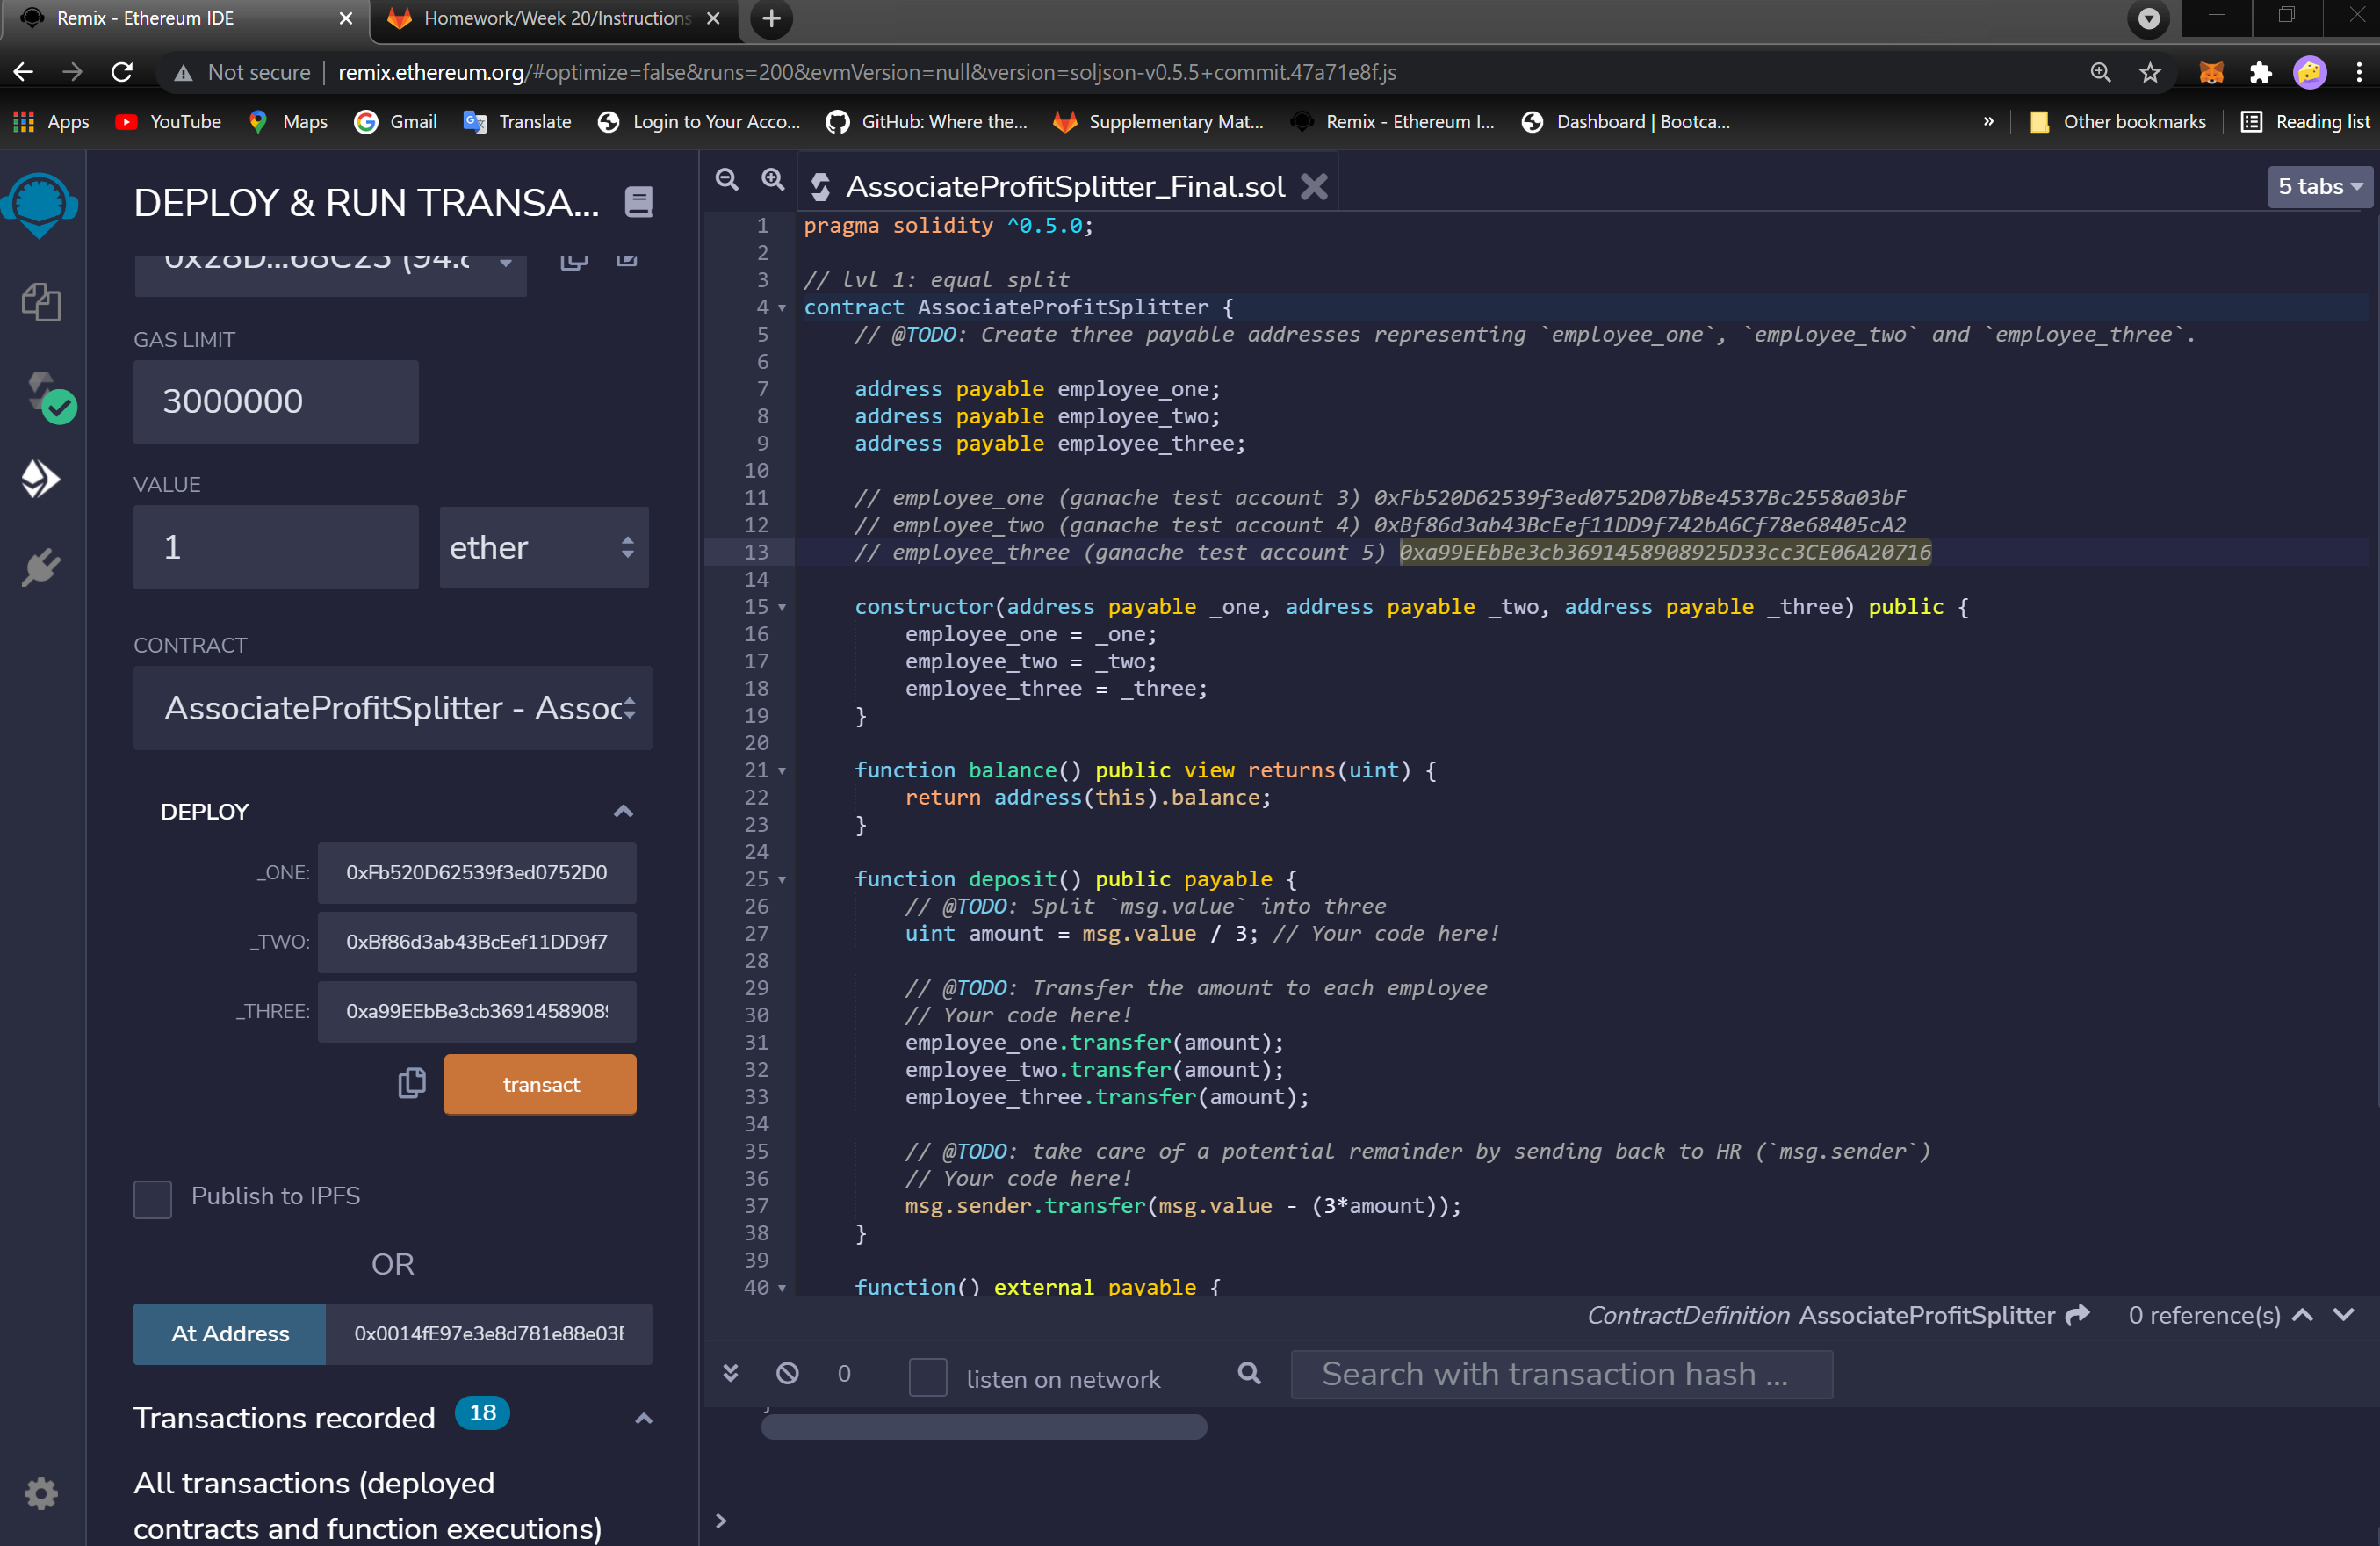 Remix - Ethereum IDE
Homework/Week 20/Instructions
Not secure | remix.ethereum.org/#optimize=false&runs=200&evmVersion=null&version=soljson-v0.5.5+commit.47a71e8f.js
Apps YouTube Maps Gmail Translate Login to Your Acco... GitHub: Where the... Supplementary Mat... Remix - Ethereum I... Dashboard | Bootca... » Other bookmarks Reading list
DEPLOY & RUN TRANSA...
0x28D...68C23 (94.
GAS LIMIT
3000000
VALUE
1 ether
CONTRACT
AssociateProfitSplitter - Assoc
DEPLOY
_ONE: 0xFb520D62539f3ed0752D0
_TWO: 0xBf86d3ab43BcEef11DD9f7
_THREE: 0xa99EEbBe3cb36914589089
transact
Publish to IPFS
OR
At Address 0x0014fE97e3e8d781e88e03E
Transactions recorded 18
All transactions (deployed
contracts and function executions)
AssociateProfitSplitter_Final.sol
5 tabs
1 pragma solidity ^0.5.0;
2
3 // lvl 1: equal split
4 contract AssociateProfitSplitter {
5 // @TODO: Create three payable addresses representing `employee_one`, `employee_two` and `employee_three`.
6
7 address payable employee_one;
8 address payable employee_two;
9 address payable employee_three;
10
11 // employee_one (ganache test account 3) 0xFb520D62539f3ed0752D07bBe4537Bc2558a03bF
12 // employee_two (ganache test account 4) 0xBf86d3ab43BcEef11DD9f742bA6Cf78e68405cA2
13 // employee_three (ganache test account 5) 0xa99EEbBe3cb3691458908925D33cc3CE06A20716
14
15 constructor(address payable _one, address payable _two, address payable _three) public {
16 employee_one = _one;
17 employee_two = _two;
18 employee_three = _three;
19 }
20
21 function balance() public view returns(uint) {
22 return address(this).balance;
23 }
24
25 function deposit() public payable {
26 // @TODO: Split `msg.value` into three
27 uint amount = msg.value / 3; // Your code here!
28
29 // @TODO: Transfer the amount to each employee
30 // Your code here!
31 employee_one.transfer(amount);
32 employee_two.transfer(amount);
33 employee_three.transfer(amount);
34
35 // @TODO: take care of a potential remainder by sending back to HR (`msg.sender`)
36 // Your code here!
37 msg.sender.transfer(msg.value - (3*amount));
38 }
39
40 function() external payable {
ContractDefinition AssociateProfitSplitter 0 reference(s)
0 listen on network Search with transaction hash ...
>